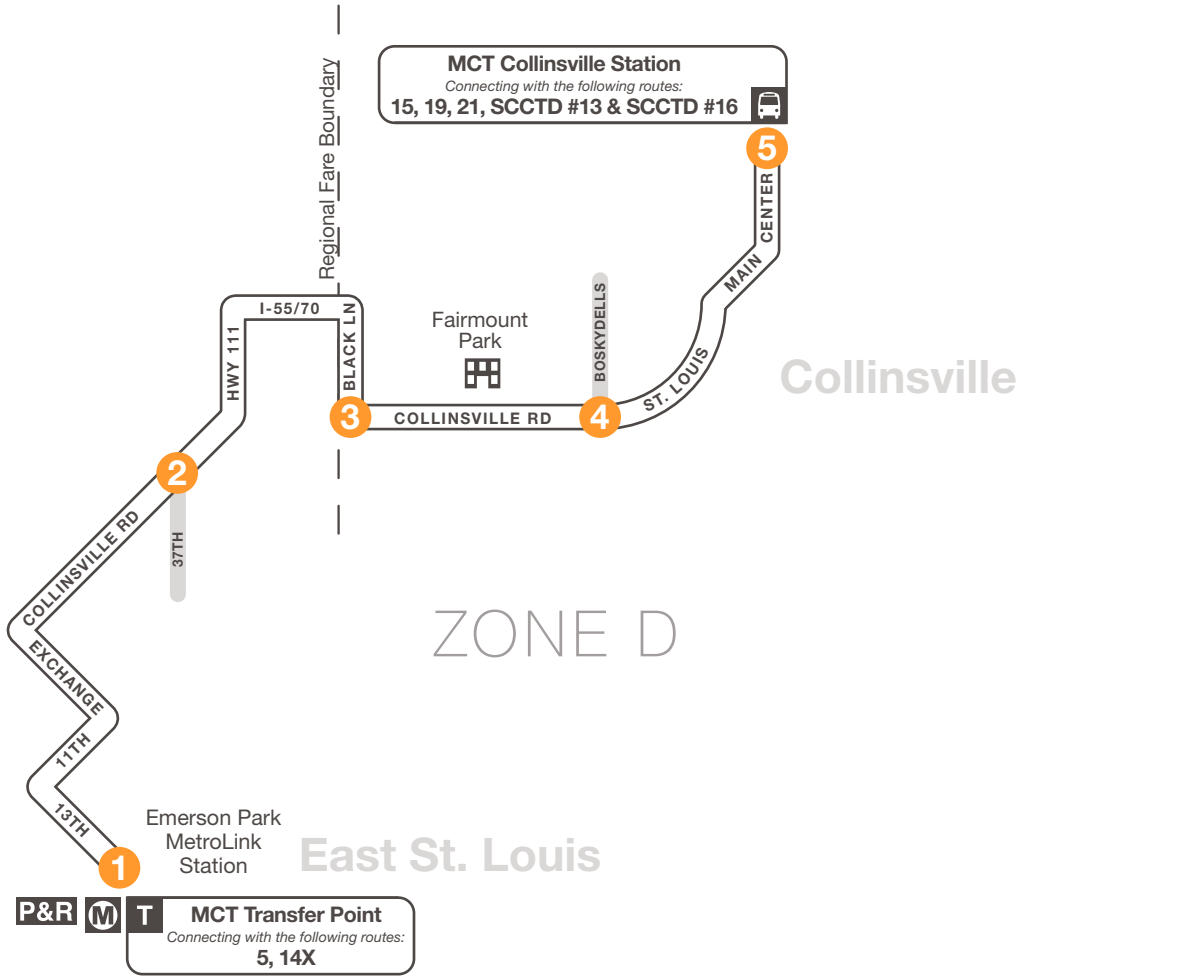 MCT Collinsville Station
Connecting with the following routes:
15, 19, 21, SCCTD #13 & SCCTD #16
5
Regional Fare Boundary
CENTER
MAIN
I-55/70
HWY 111
BLACK LN
Fairmount
Park
BOSKYDELLS
ST. LOUIS
Collinsville
3
COLLINSVILLE RD
4
2
COLLINSVILLE RD
37TH
ZONE D
EXCHANGE
11TH
13TH
Emerson Park
MetroLink
Station
East St. Louis
1
P&R
M
T
MCT Transfer Point
Connecting with the following routes:
5, 14X